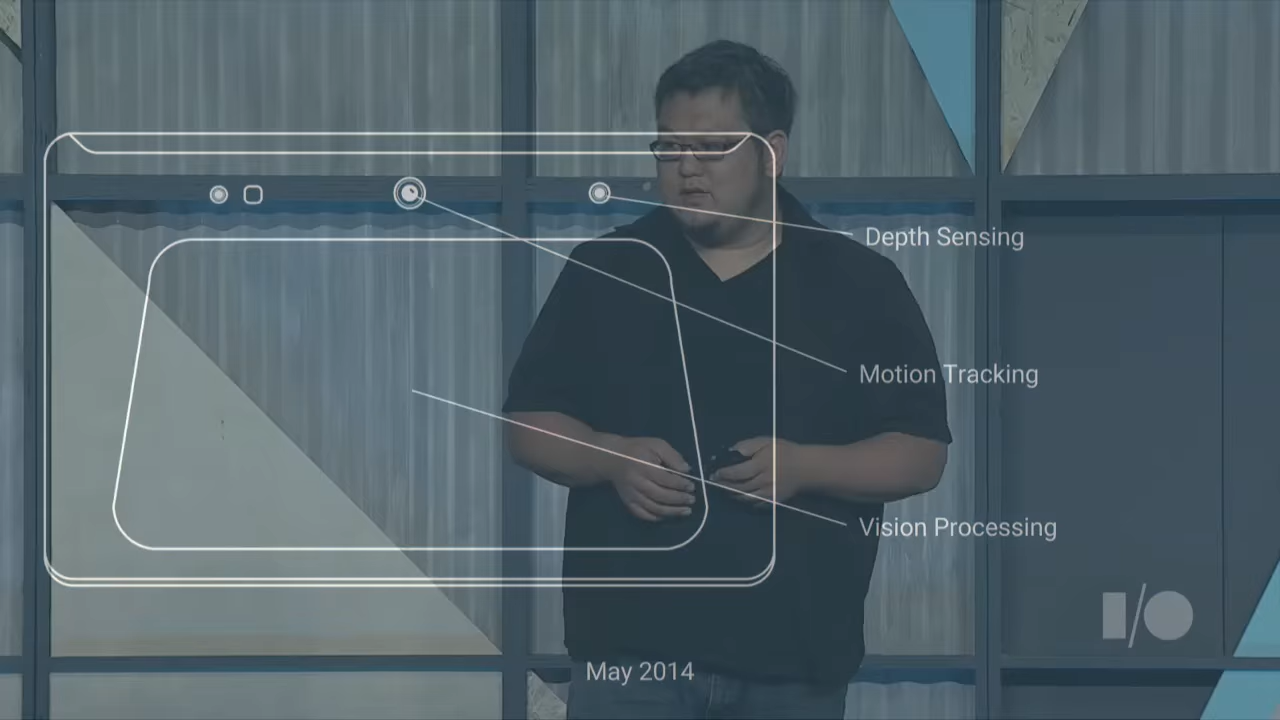 Depth Sensing
Motion Tracking
Vision Processing
I/O
May 2014